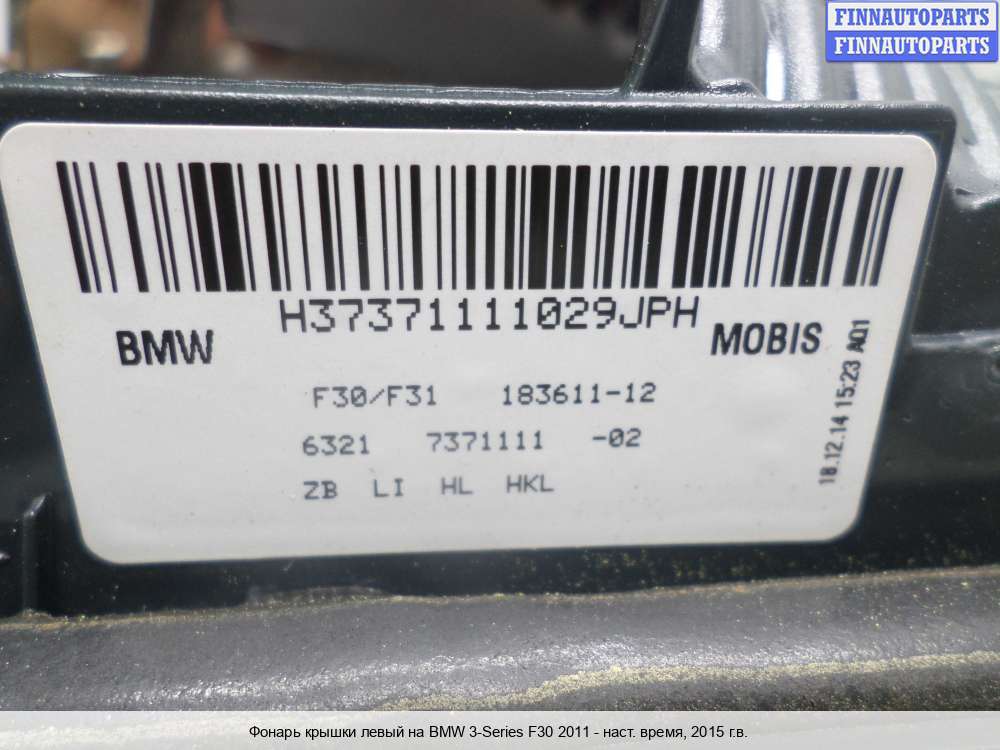 FINNAUTOPARTS
FINNAUTOPARTS
H37371111029JPH
BMW
MOBIS
F30/F31 183611-12
6321 7371111 -02
ZB LI HL HKL
18.12.14 15:23 A01
Фонарь крышки левый на BMW 3-Series F30 2011 - наст. время, 2015 г.в.